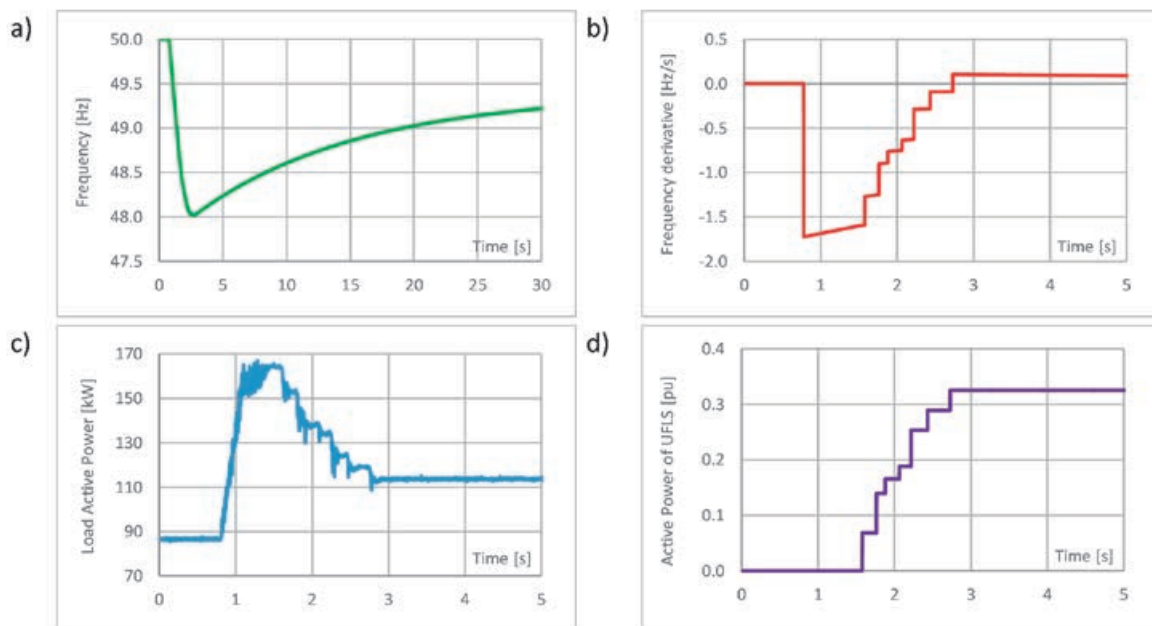 a)
Frequency [Hz]
50.0
49.5
49.0
48.5
48.0
47.5
Time [s]
0 5 10 15 20 25 30
b)
Frequency derivative [Hz/s]
0.5
0.0
-0.5
-1.0
-1.5
-2.0
Time [s]
0 1 2 3 4 5
c)
Load Active Power [kW]
170
150
130
110
90
70
Time [s]
0 1 2 3 4 5
d)
Active Power of UFLS [pu]
0.4
0.3
0.2
0.1
0.0
Time [s]
0 1 2 3 4 5